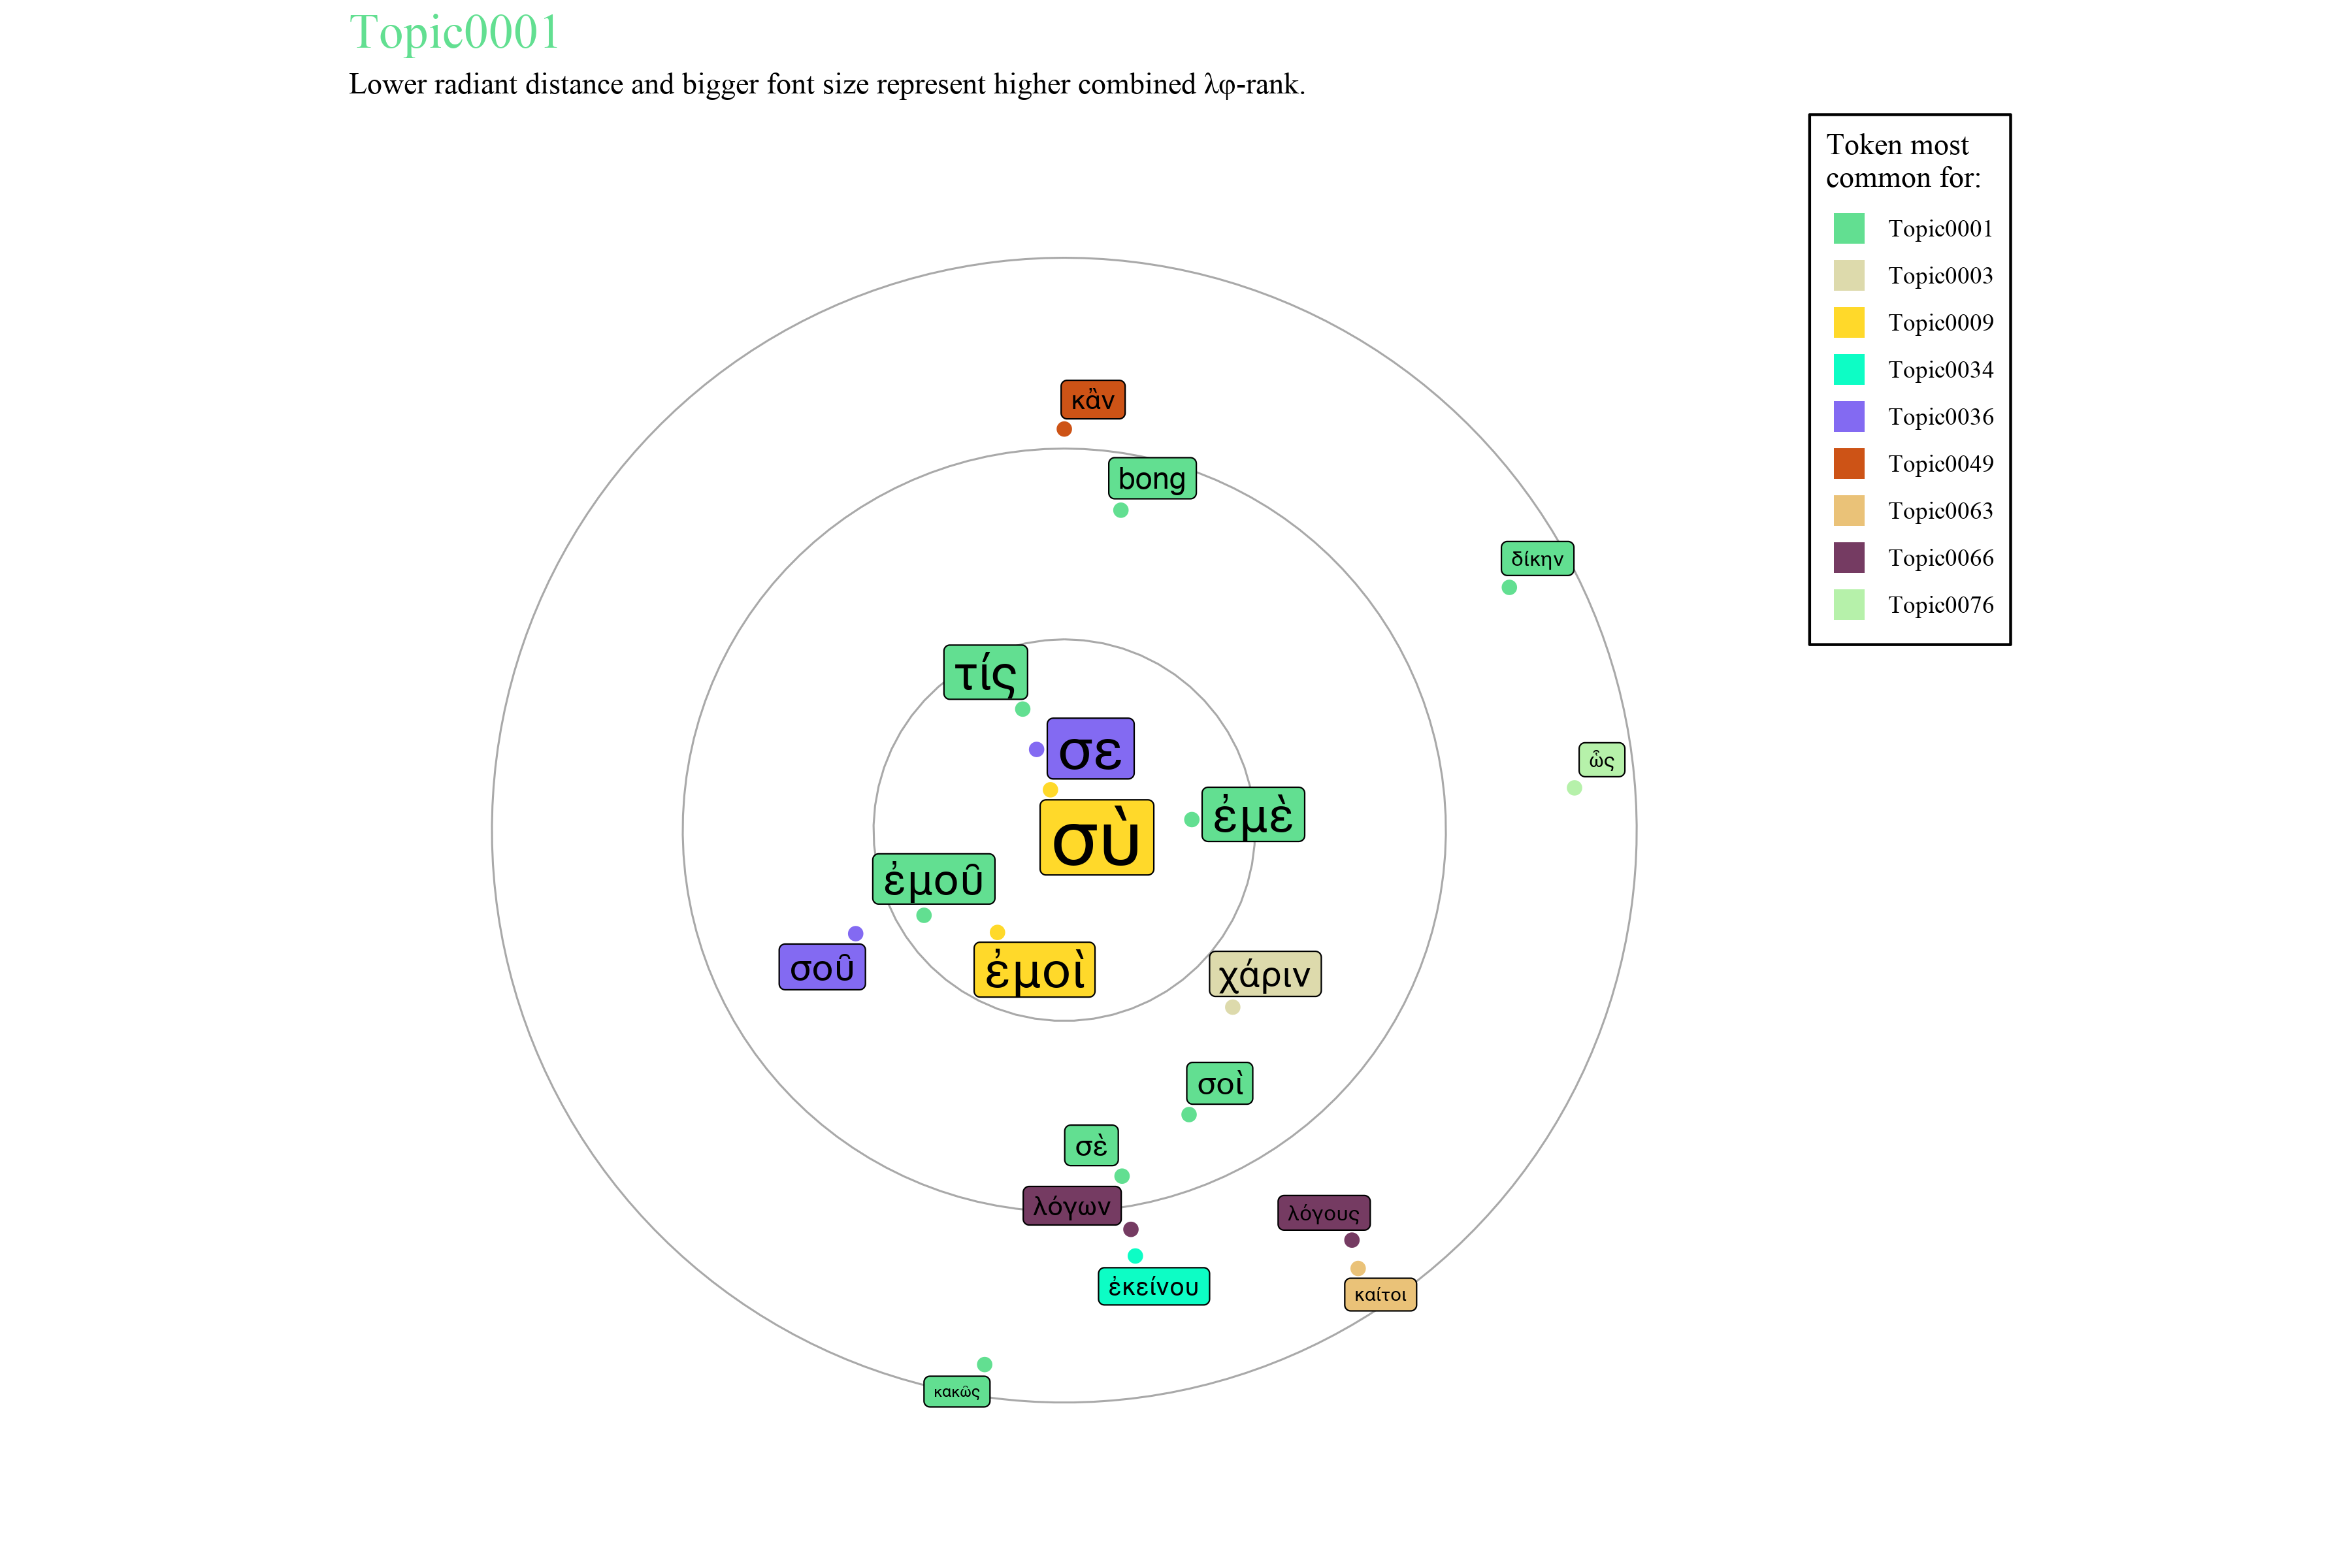 Topic0001
Lower radiant distance and bigger font size represent higher combined λφ-rank.
Token most
common for:
Topic0001
Topic0003
Topic0009
Topic0034
Topic0036
Topic0049
Topic0063
Topic0066
Topic0076
κἂν
bong
δίκην
τίς
σε
ὦς
ἐμὲ
σὺ
ἐμοῦ
σοῦ
ἐμοὶ
χάριν
σοὶ
σὲ
λόγων
λόγους
ἐκείνου
καίτοι
κακῶς